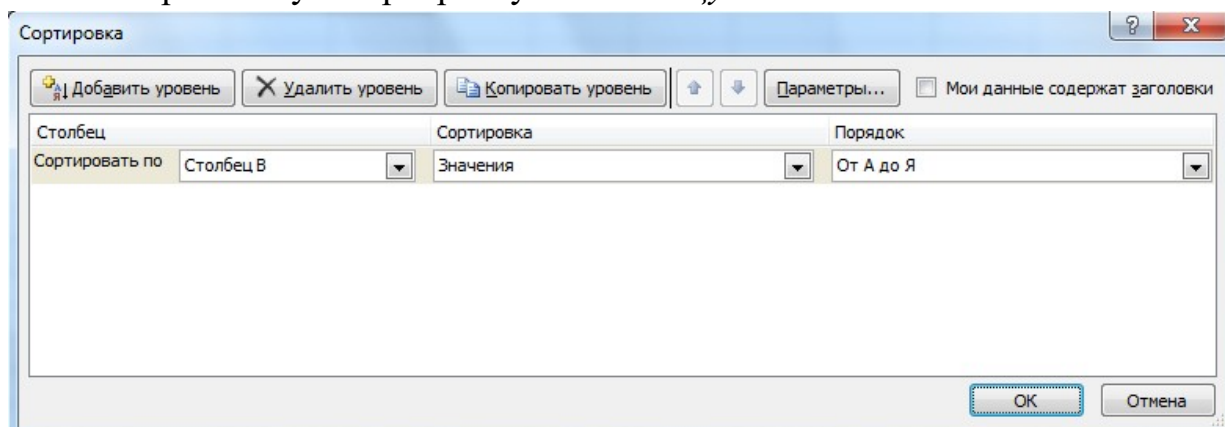 Сортировка
Добавить уровень Удалить уровень Копировать уровень Параметры... Мои данные содержат заголовки
Столбец Сортировка Порядок
Сортировать по Столбец B Значения От А до Я
ОК Отмена